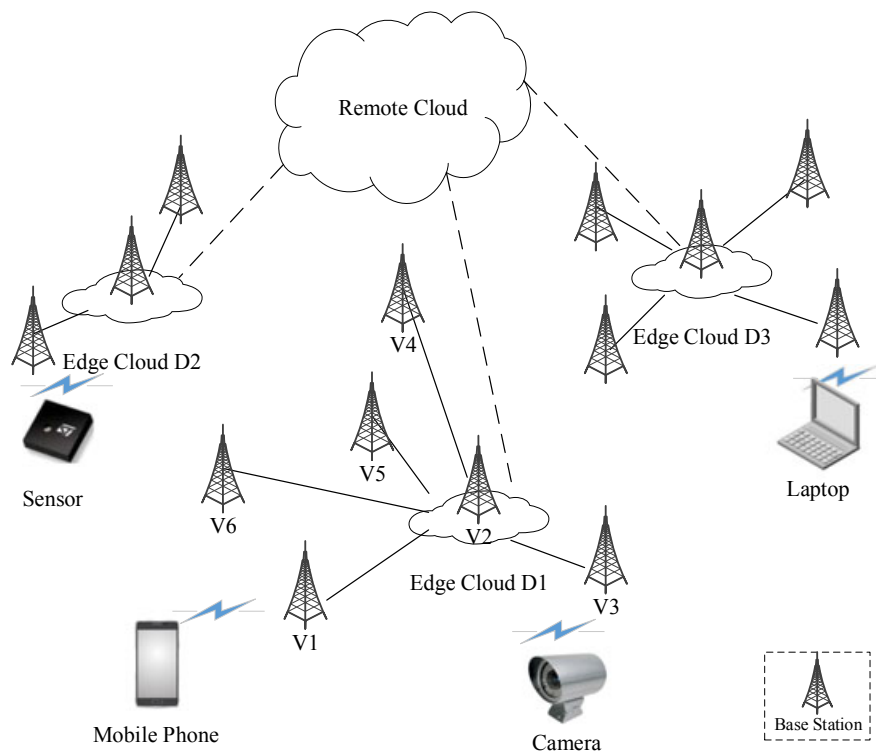 Remote Cloud
V4
Edge Cloud D2
Edge Cloud D3
V5
Sensor
Laptop
V6
V2
Edge Cloud D1
V3
V1
Mobile Phone
Camera
Base Station